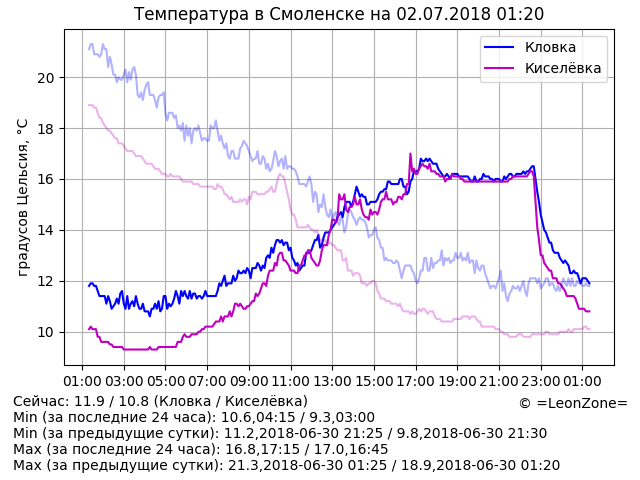 Температура в Смоленске на 02.07.2018 01:20
Кловка
Киселёвка
градусов Цельсия, °C
20
18
16
14
12
10
01:00 03:00 05:00 07:00 09:00 11:00 13:00 15:00 17:00 19:00 21:00 23:00 01:00
Сейчас: 11.9 / 10.8 (Кловка / Киселёвка)
© =LeonZone=
Min (за последние 24 часа): 10.6,04:15 / 9.3,03:00
Min (за предыдущие сутки): 11.2,2018-06-30 21:25 / 9.8,2018-06-30 21:30
Max (за последние 24 часа): 16.8,17:15 / 17.0,16:45
Max (за предыдущие сутки): 21.3,2018-06-30 01:25 / 18.9,2018-06-30 01:20